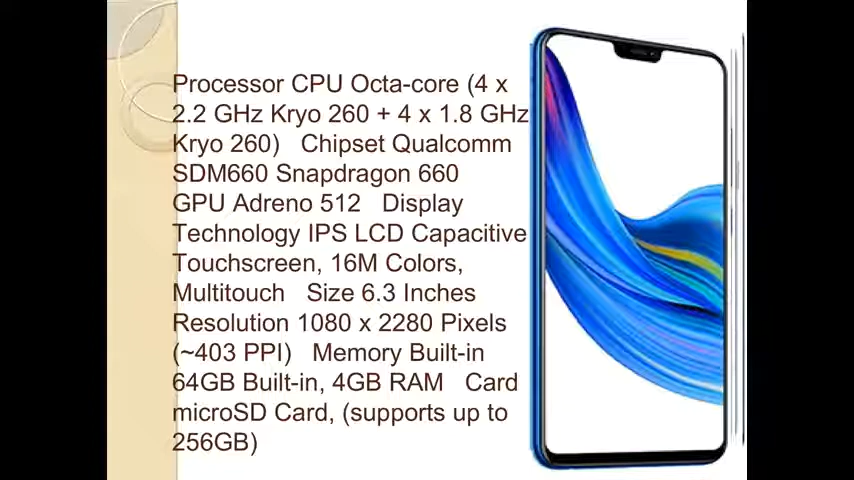 Processor CPU Octa-core (4 x
2.2 GHz Kryo 260 + 4 x 1.8 GHz
Kryo 260)   Chipset Qualcomm
SDM660 Snapdragon 660
GPU Adreno 512   Display
Technology IPS LCD Capacitive
Touchscreen, 16M Colors,
Multitouch   Size 6.3 Inches
Resolution 1080 x 2280 Pixels
(~403 PPI)   Memory Built-in
64GB Built-in, 4GB RAM   Card
microSD Card, (supports up to
256GB)